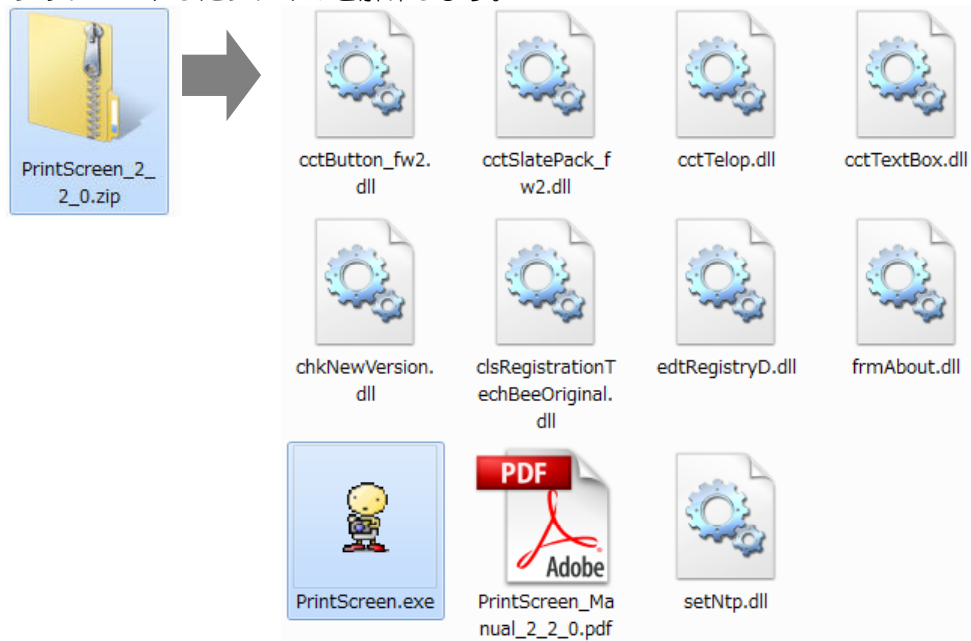 PrintScreen_2_
2_0.zip
cctButton_fw2.
dll
cctSlatePack_f
w2.dll
cctTelop.dll
cctTextBox.dll
chkNewVersion.
dll
clsRegistrationT
echBeeOriginal.
dll
edtRegistryD.dll
frmAbout.dll
PrintScreen.exe
PDF
Adobe
PrintScreen_Ma
nual_2_2_0.pdf
setNtp.dll